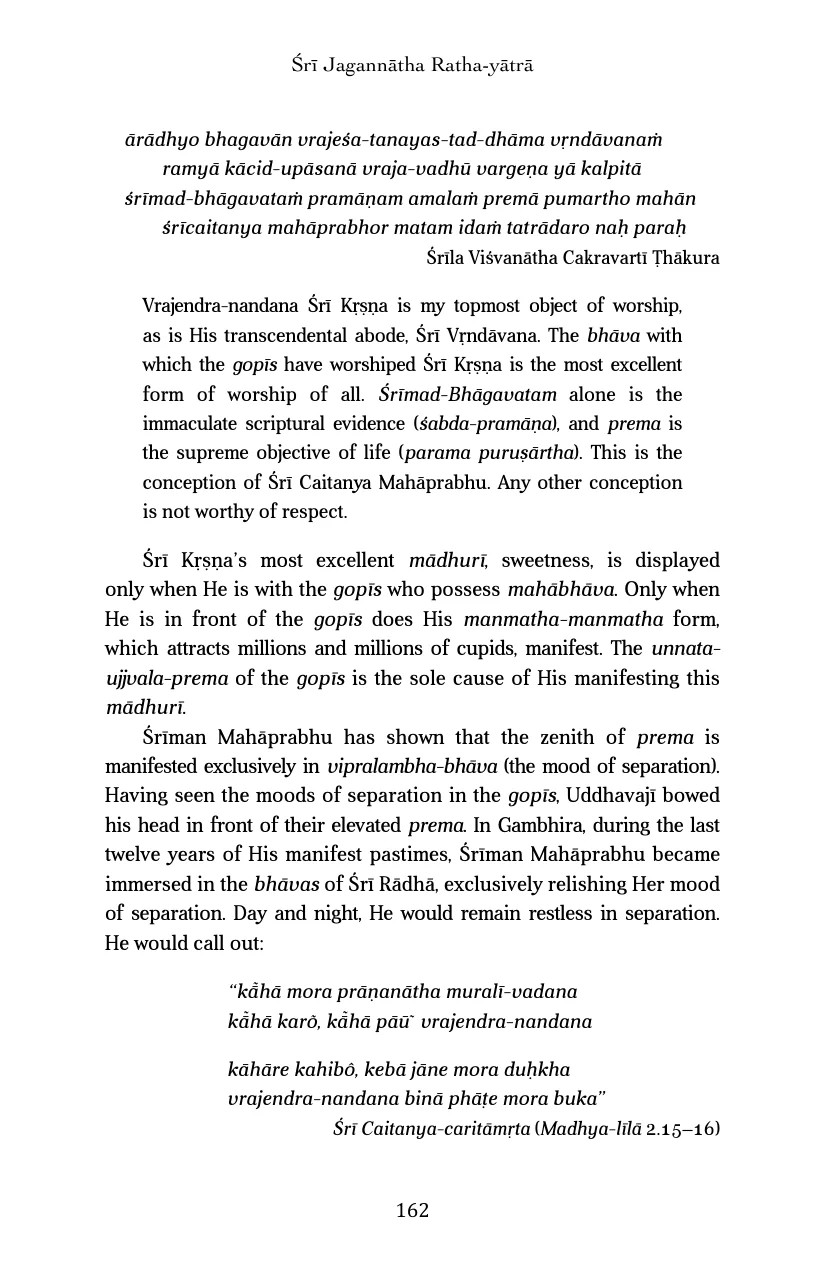 Śrī Jagannātha Ratha-yātrā
ārādhyo bhagavān vrajeśa-tanayas-tad-dhāma vṛndāvanaṁ
ramyā kācid-upāsanā vraja-vadhū vargeṇa yā kalpitā
śrīmad-bhāgavataṁ pramāṇam amalaṁ premā pumartho mahān
śrīcaitanya mahāprabhor matam idaṁ tatrādaro naḥ paraḥ
Śrīla Viśvanātha Cakravartī Ṭhākura
Vrajendra-nandana Śrī Kṛṣṇa is my topmost object of worship,
as is His transcendental abode, Śrī Vṛndāvana. The bhāva with
which the gopīs have worshiped Śrī Kṛṣṇa is the most excellent
form of worship of all. Śrīmad-Bhāgavatam alone is the
immaculate scriptural evidence (śabda-pramāṇa), and prema is
the supreme objective of life (parama puruṣārtha). This is the
conception of Śrī Caitanya Mahāprabhu. Any other conception
is not worthy of respect.
Śrī Kṛṣṇa’s most excellent mādhurī, sweetness, is displayed
only when He is with the gopīs who possess mahābhāva. Only when
He is in front of the gopīs does His manmatha-manmatha form,
which attracts millions and millions of cupids, manifest. The unnata-
ujjvala-prema of the gopīs is the sole cause of His manifesting this
mādhurī.
Śrīman Mahāprabhu has shown that the zenith of prema is
manifested exclusively in vipralambha-bhāva (the mood of separation).
Having seen the moods of separation in the gopīs, Uddhavajī bowed
his head in front of their elevated prema. In Gambhira, during the last
twelve years of His manifest pastimes, Śrīman Mahāprabhu became
immersed in the bhāvas of Śrī Rādhā, exclusively relishing Her mood
of separation. Day and night, He would remain restless in separation.
He would call out:
“kā̃hā mora prāṇanātha muralī-vadana
kā̃hā karõ, kā̃hā pāū̃ vrajendra-nandana
kāhāre kahibô, kebā jāne mora duḥkha
vrajendra-nandana binā phāṭe mora buka”
Śrī Caitanya-caritāmṛta (Madhya-līlā 2.15–16)
162